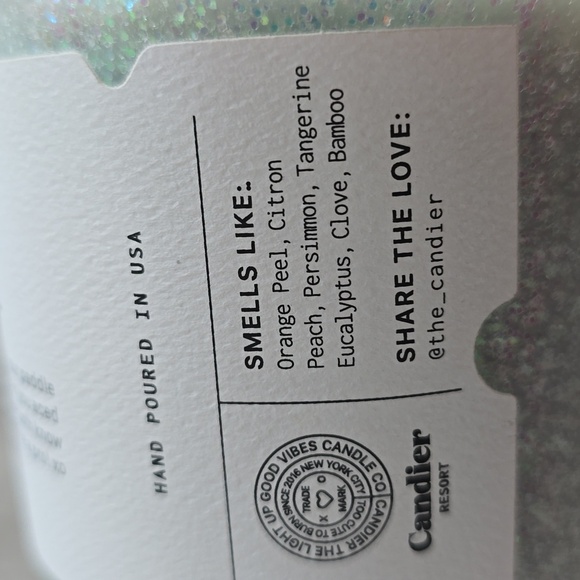 HAND POURED IN USA
SMELLS LIKE:
Orange Peel, Citron
Peach, Persimmon, Tangerine
Eucalyptus, Clove, Bamboo
SHARE THE LOVE:
@the_candier
CANDIER THE LIGHT UP GOOD VIBES CANDLE CO
SINCE 2016 NEW YORK CITY TOO CUTE TO BURN
TRADE
X O
MARK
Candier
RESORT